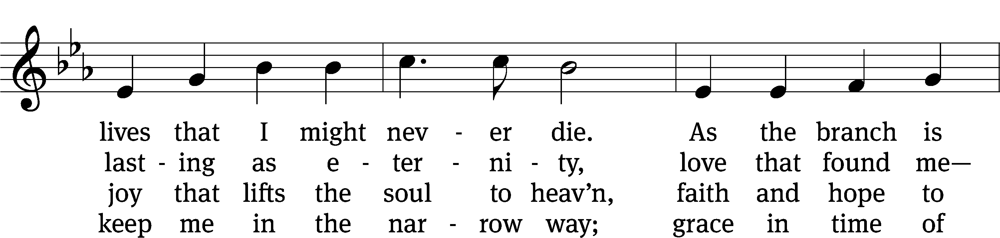 lives that I might nev - er die. As the branch is
last - ing as e - ter - ni - ty, love that found me—
joy that lifts the soul to heav’n, faith and hope to
keep me in the nar - row way; grace in time of